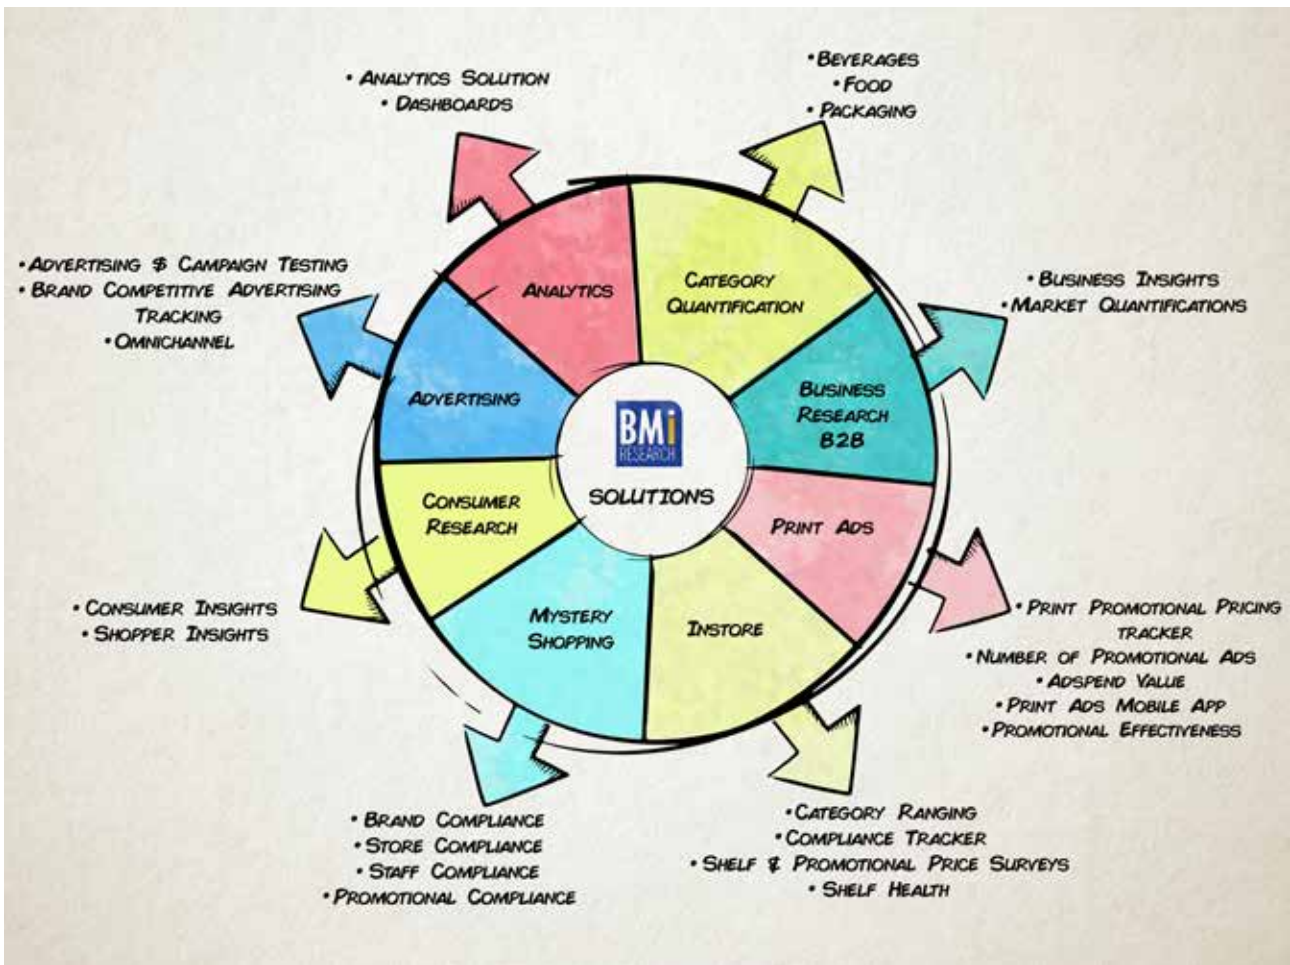 • Analytics Solution
• Dashboards
• Beverages
• Food
• Packaging
• Advertising & Campaign Testing
• Brand Competitive Advertising
Tracking
• Omnichannel
• Business Insights
• Market Quantifications
Analytics
Category
Quantification
Advertising
Business
Research
B2B
BMi
RESEARCH
Solutions
Consumer
Research
Print Ads
Mystery
Shopping
Instore
• Consumer Insights
• Shopper Insights
• Print Promotional Pricing
tracker
• Number of Promotional Ads
• Adspend Value
• Print Ads Mobile App
• Promotional Effectiveness
• Brand Compliance
• Store Compliance
• Staff Compliance
• Promotional Compliance
• Category Ranging
• Compliance Tracker
• Shelf & Promotional Price Surveys
• Shelf Health